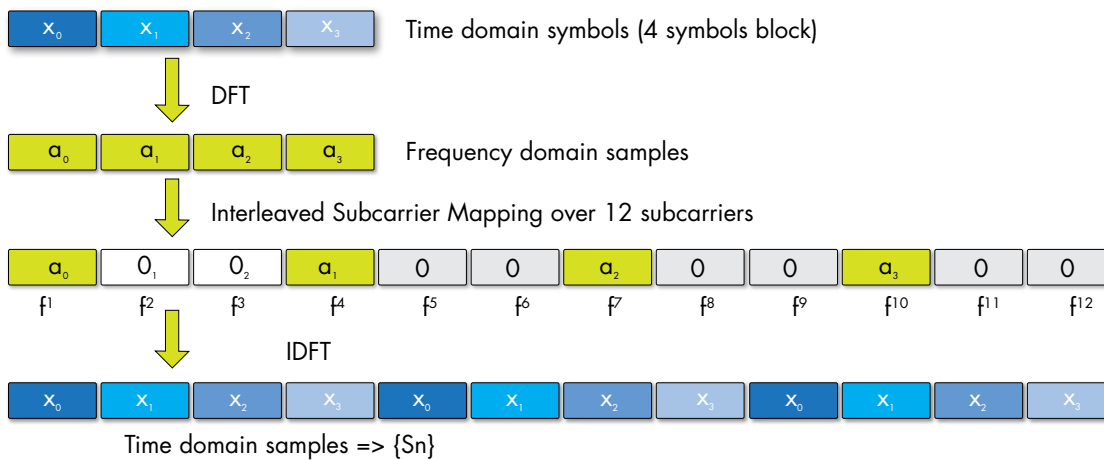 x₀ x₁ x₂ x₃ Time domain symbols (4 symbols block)
DFT
a₀ a₁ a₂ a₃ Frequency domain samples
Interleaved Subcarrier Mapping over 12 subcarriers
a₀ 0₁ 0₂ a₁ 0 0 a₂ 0 0 a₃ 0 0
f¹ f² f³ f⁴ f⁵ f⁶ f⁷ f⁸ f⁹ f¹⁰ f¹¹ f¹²
IDFT
x₀ x₁ x₂ x₃ x₀ x₁ x₂ x₃ x₀ x₁ x₂ x₃
Time domain samples => {Sn}